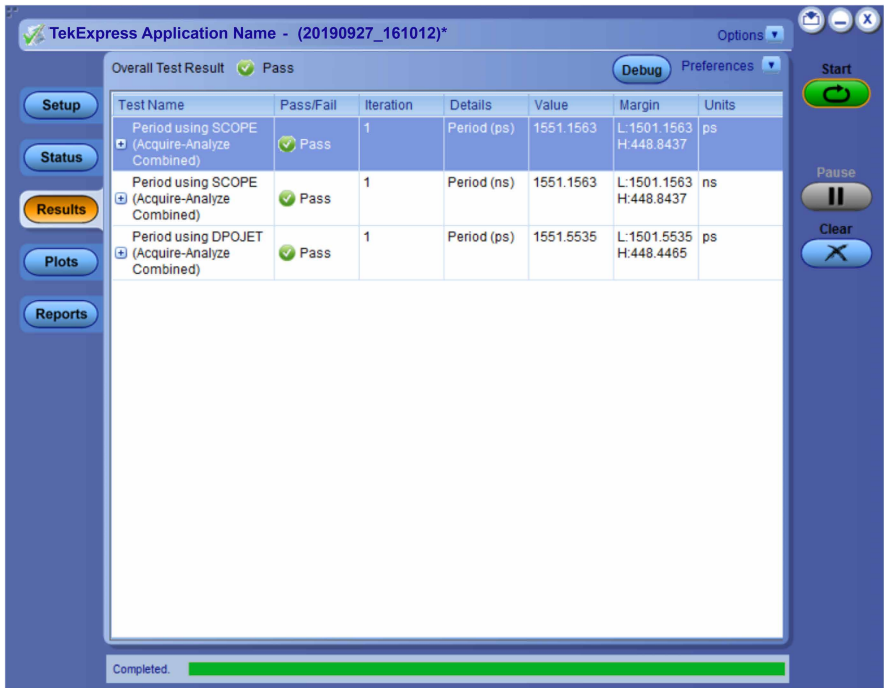 TekExpress Application Name - (20190927_161012)*
Options
Overall Test Result Pass
Debug
Preferences
Start
Setup
Status
Results
Plots
Reports
Test Name Pass/Fail Iteration Details Value Margin Units
Period using SCOPE
(Acquire-Analyze
Combined)
Pass
1
Period (ps)
1551.1563
L:1501.1563
H:448.8437
ps
Period using SCOPE
(Acquire-Analyze
Combined)
Pass
1
Period (ns)
1551.1563
L:1501.1563
H:448.8437
ns
Period using DPOJET
(Acquire-Analyze
Combined)
Pass
1
Period (ps)
1551.5535
L:1501.5535
H:448.4465
ps
Pause
Clear
Completed.